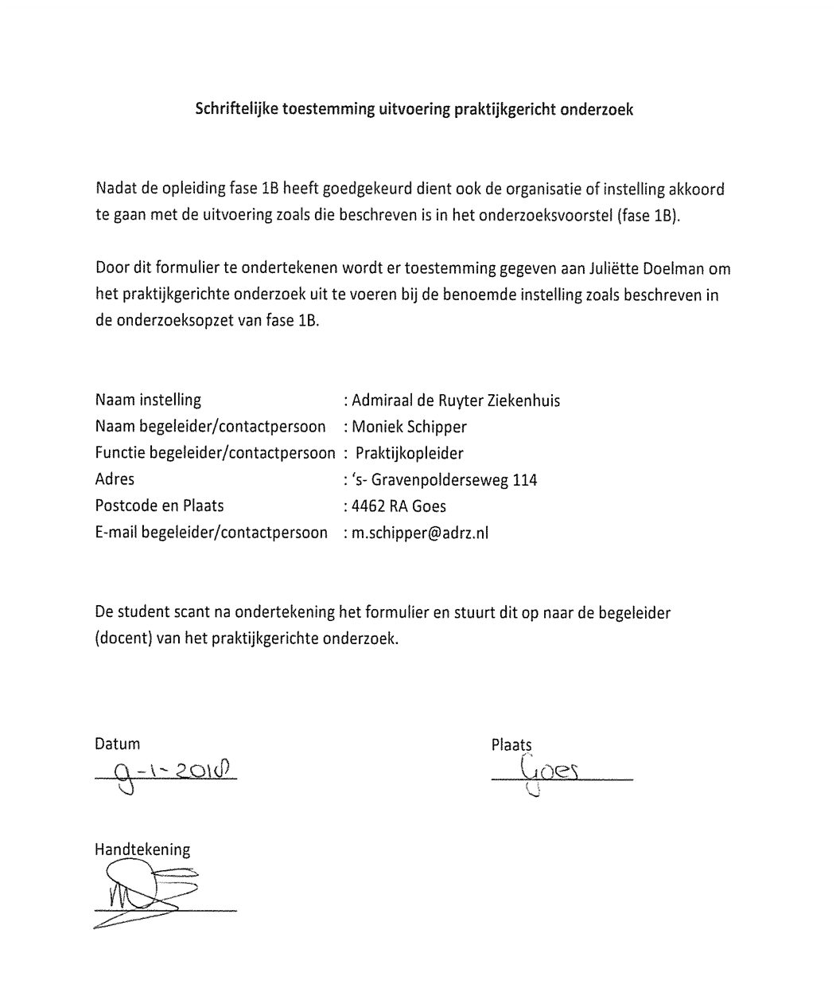 Schriftelijke toestemming uitvoering praktijkgericht onderzoek
Nadat de opleiding fase 1B heeft goedgekeurd dient ook de organisatie of instelling akkoord
te gaan met de uitvoering zoals die beschreven is in het onderzoeksvoorstel (fase 1B).
Door dit formulier te ondertekenen wordt er toestemming gegeven aan Juliëtte Doelman om
het praktijkgerichte onderzoek uit te voeren bij de benoemde instelling zoals beschreven in
de onderzoeksopzet van fase 1B.
Naam instelling : Admiraal de Ruyter Ziekenhuis
Naam begeleider/contactpersoon : Moniek Schipper
Functie begeleider/contactpersoon : Praktijkopleider
Adres : ‘s- Gravenpolderseweg 114
Postcode en Plaats : 4462 RA Goes
E-mail begeleider/contactpersoon : m.schipper@adrz.nl
De student scant na ondertekening het formulier en stuurt dit op naar de begeleider
(docent) van het praktijkgerichte onderzoek.
Datum Plaats
9-1-2018 Goes
Handtekening